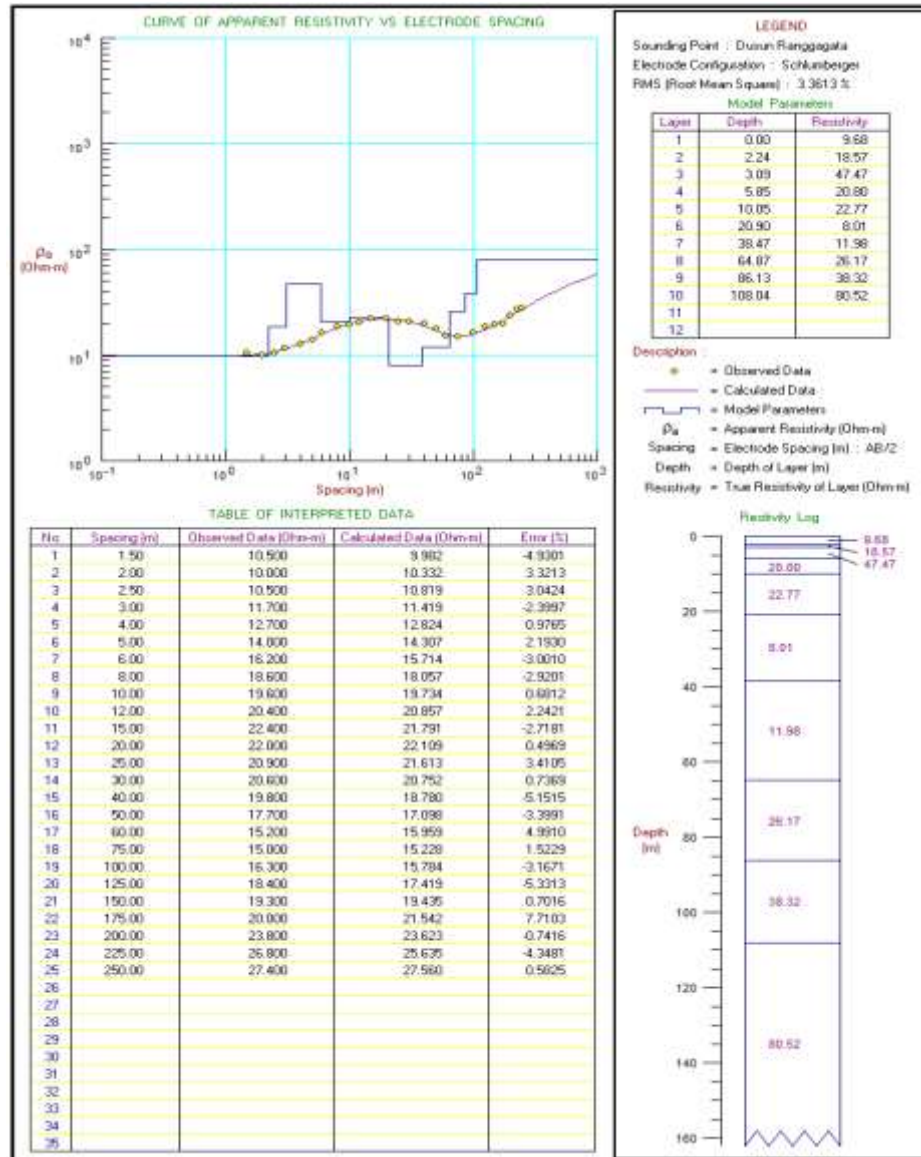 CURVE OF APPARENT RESISTIVITY VS ELECTRODE SPACING
10⁴
10³
10²
10¹
10⁰
ρa
(Ohm-m)
10⁻¹ 10⁰ 10¹ 10² 10³
Spacing (m)
LEGEND
Sounding Point : Dusun Ranggagata
Electrode Configuration : Schlumberger
RMS (Root Mean Square) : 3.3613 %
Model Parameters
Layer Depth Resistivity
1 0.00 9.68
2 2.24 18.57
3 3.09 47.47
4 5.85 20.80
5 10.05 22.77
6 20.90 8.01
7 38.47 11.98
8 64.87 26.17
9 86.13 38.32
10 108.04 80.52
11
12
Description :
= Observed Data
= Calculated Data
= Model Parameters
ρa = Apparent Resistivity (Ohm-m)
Spacing = Electrode Spacing (m) : AB/2
Depth = Depth of Layer (m)
Resistivity = True Resistivity of Layer (Ohm-m)
TABLE OF INTERPRETED DATA
No Spacing (m) Observed Data (Ohm-m) Calculated Data (Ohm-m) Error (%)
1 1.50 10.500 9.982 -4.9301
2 2.00 10.000 10.332 3.3213
3 2.50 10.500 10.819 3.0424
4 3.00 11.700 11.419 -2.3997
5 4.00 12.700 12.824 0.9765
6 5.00 14.000 14.307 2.1930
7 6.00 16.200 15.714 -3.0010
8 8.00 18.600 18.057 -2.9201
9 10.00 19.600 19.734 0.6812
10 12.00 20.400 20.857 2.2421
11 15.00 22.400 21.791 -2.7181
12 20.00 22.000 22.109 0.4969
13 25.00 20.900 21.613 3.4105
14 30.00 20.600 20.752 0.7369
15 40.00 19.800 18.780 -5.1515
16 50.00 17.700 17.098 -3.3991
17 60.00 15.200 15.959 4.9910
18 75.00 15.000 15.228 1.5229
19 100.00 16.300 15.784 -3.1671
20 125.00 18.400 17.419 -5.3313
21 150.00 19.300 19.435 0.7016
22 175.00 20.000 21.542 7.7103
23 200.00 23.800 23.623 -0.7416
24 225.00 26.800 25.635 -4.3481
25 250.00 27.400 27.560 0.5825
26
27
28
29
30
31
32
33
34
35
Restivity Log
0
20
40
60
80
100
120
140
160
Depth
(m)
9.68
18.57
47.47
20.80
22.77
8.01
11.98
26.17
38.32
80.52